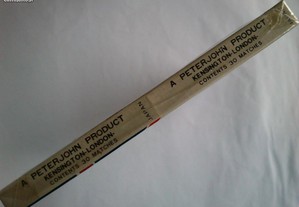 A PETERJOHN PRODUCT
KENSINGTON-LONDON
CONTENTS 30 MATCHES
A PETERJOHN PRODUCT
KENSINGTON-LONDON
CONTENTS 30 MATCHES